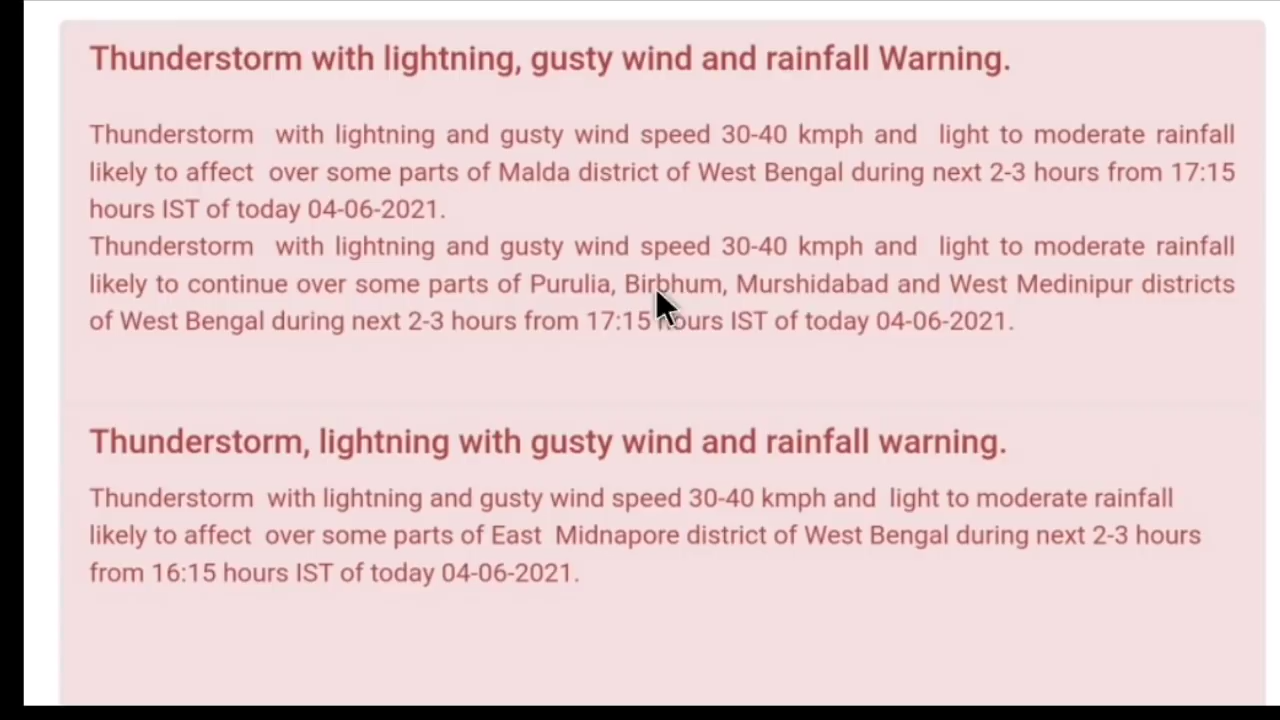 Thunderstorm with lightning, gusty wind and rainfall Warning.
Thunderstorm with lightning and gusty wind speed 30-40 kmph and light to moderate rainfall
likely to affect over some parts of Malda district of West Bengal during next 2-3 hours from 17:15
hours IST of today 04-06-2021.
Thunderstorm with lightning and gusty wind speed 30-40 kmph and light to moderate rainfall
likely to continue over some parts of Purulia, Birbhum, Murshidabad and West Medinipur districts
of West Bengal during next 2-3 hours from 17:15 hours IST of today 04-06-2021.
Thunderstorm, lightning with gusty wind and rainfall warning.
Thunderstorm with lightning and gusty wind speed 30-40 kmph and light to moderate rainfall
likely to affect over some parts of East Midnapore district of West Bengal during next 2-3 hours
from 16:15 hours IST of today 04-06-2021.